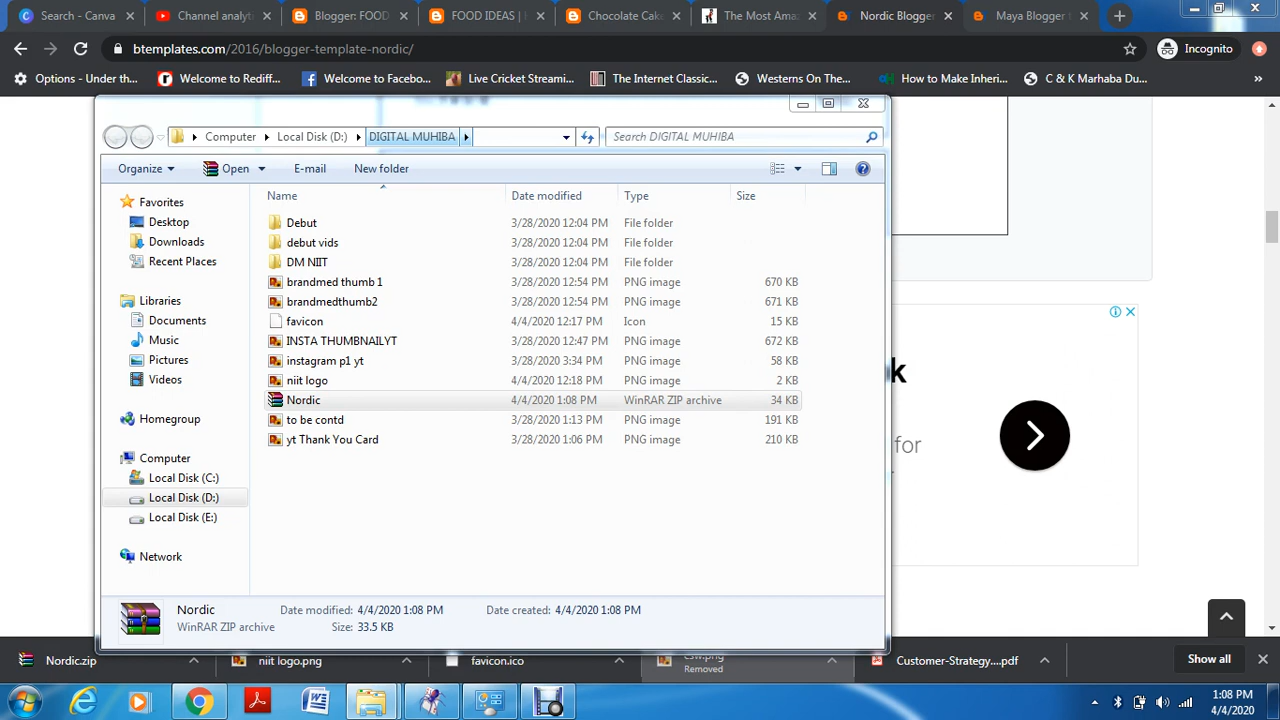 Search - Canva
Channel analyti
Blogger: FOOD
FOOD IDEAS |
Chocolate Cak
The Most Ama
Nordic Blogger
Maya Blogger t
btemplates.com/2016/blogger-template-nordic/
Incognito
Options - Under th...
Welcome to Rediff...
Welcome to Facebo...
Live Cricket Streami...
The Internet Classic...
Westerns On The...
How to Make Inheri...
C & K Marhaba Du...
»
Computer
Local Disk (D:)
DIGITAL MUHIBA
Search DIGITAL MUHIBA
Organize
Open
E-mail
New folder
Name
Date modified
Type
Size
Favorites
Desktop
Downloads
Recent Places
Libraries
Documents
Music
Pictures
Videos
Homegroup
Computer
Local Disk (C:)
Local Disk (D:)
Local Disk (E:)
Network
Debut 3/28/2020 12:04 PM File folder
debut vids 3/28/2020 12:04 PM File folder
DM NIIT 3/28/2020 12:04 PM File folder
brandmed thumb 1 3/28/2020 12:54 PM PNG image 670 KB
brandmedthumb2 3/28/2020 12:54 PM PNG image 671 KB
favicon 4/4/2020 12:17 PM Icon 15 KB
INSTA THUMBNAILYT 3/28/2020 12:47 PM PNG image 672 KB
instagram p1 yt 3/28/2020 3:34 PM PNG image 58 KB
niit logo 4/4/2020 12:18 PM PNG image 2 KB
Nordic 4/4/2020 1:08 PM WinRAR ZIP archive 34 KB
to be contd 3/28/2020 1:13 PM PNG image 191 KB
yt Thank You Card 3/28/2020 1:06 PM PNG image 210 KB
k
for
Nordic
Date modified: 4/4/2020 1:08 PM
Date created: 4/4/2020 1:08 PM
WinRAR ZIP archive
Size: 33.5 KB
Nordic.zip
niit logo.png
favicon.ico
Removed
Customer-Strategy....pdf
Show all
1:08 PM
4/4/2020